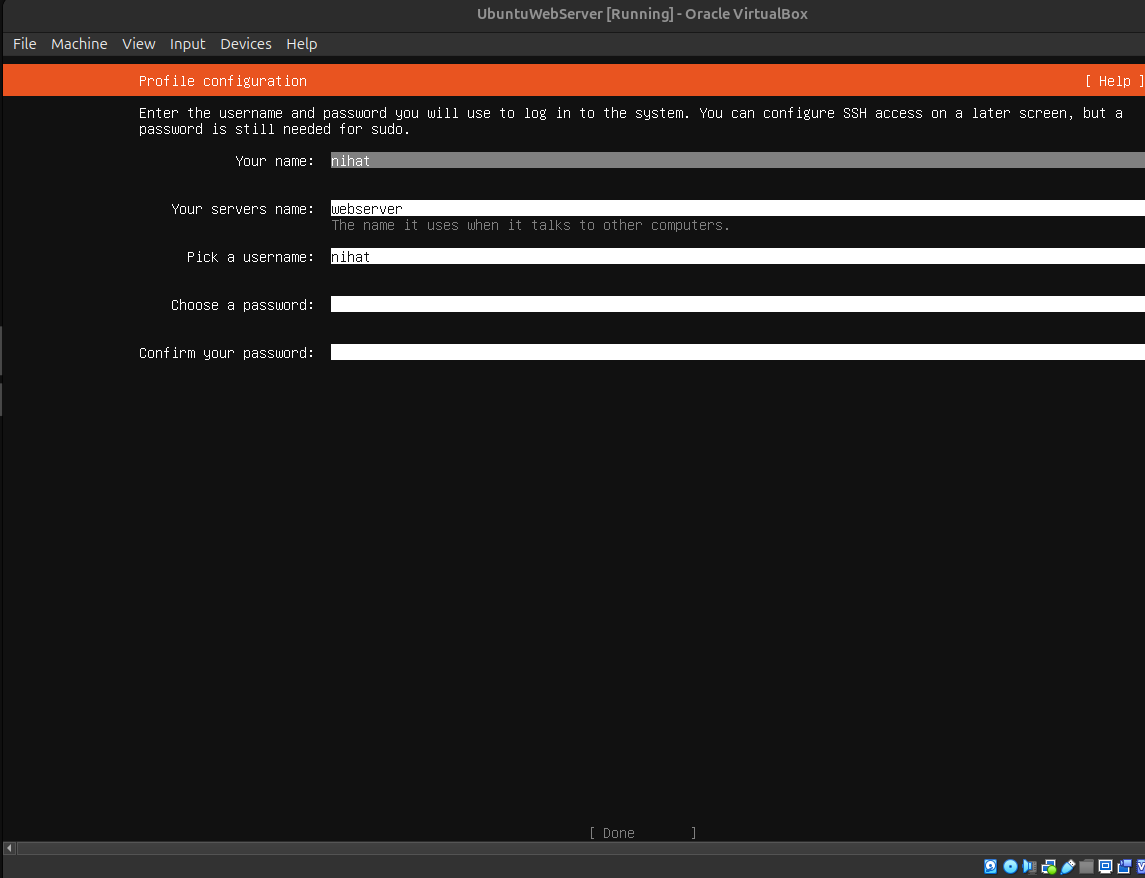 UbuntuWebServer [Running] - Oracle VirtualBox
File Machine View Input Devices Help
Profile configuration [ Help ]
Enter the username and password you will use to log in to the system. You can configure SSH access on a later screen, but a
password is still needed for sudo.
Your name: nihat
Your servers name: webserver
The name it uses when it talks to other computers.
Pick a username: nihat
Choose a password:
Confirm your password:
[ Done ]